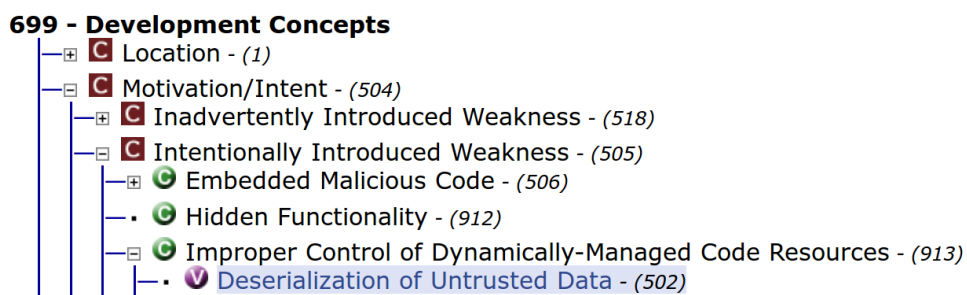 699 - Development Concepts
C Location - (1)
C Motivation/Intent - (504)
C Inadvertently Introduced Weakness - (518)
C Intentionally Introduced Weakness - (505)
C Embedded Malicious Code - (506)
C Hidden Functionality - (912)
C Improper Control of Dynamically-Managed Code Resources - (913)
V Deserialization of Untrusted Data - (502)